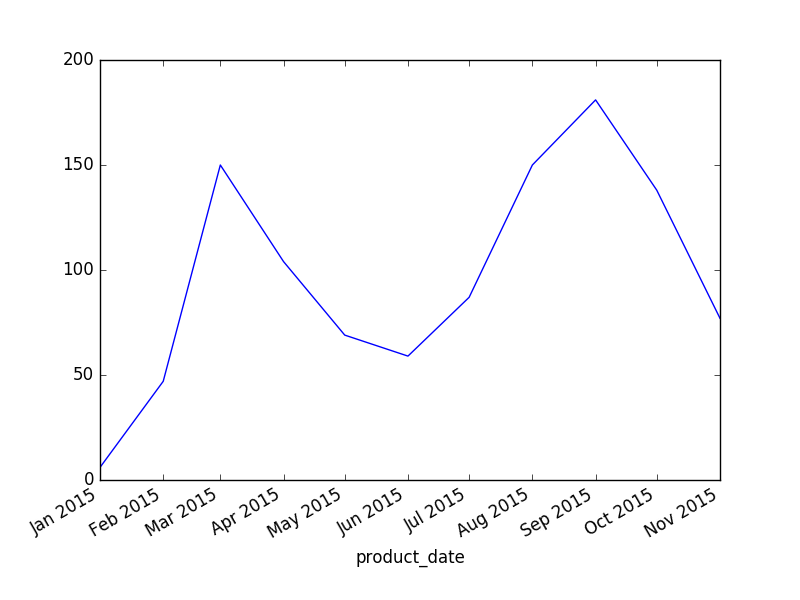 200
150
100
50
0
Jan 2015
Feb 2015
Mar 2015
Apr 2015
May 2015
Jun 2015
Jul 2015
Aug 2015
Sep 2015
Oct 2015
Nov 2015
product_date